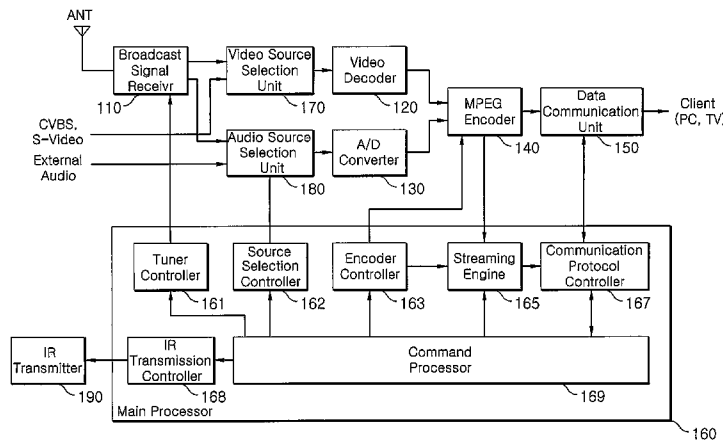 ANT
Broadcast
Signal
Receivr
110
Video Source
Selection
Unit
170
Video
Decoder
120
MPEG
Encoder
140
Data
Communication
Unit
150
Client
(PC, TV)
CVBS,
S-Video
External
Audio
Audio Source
Selection
Unit
180
A/D
Converter
130
Tuner
Controller
161
Source
Selection
Controller
162
Encoder
Controller
163
Streaming
Engine
165
Communication
Protocol
Controller
167
IR
Transmitter
190
IR
Transmission
Controller
168
Command
Processor
169
Main Processor
160